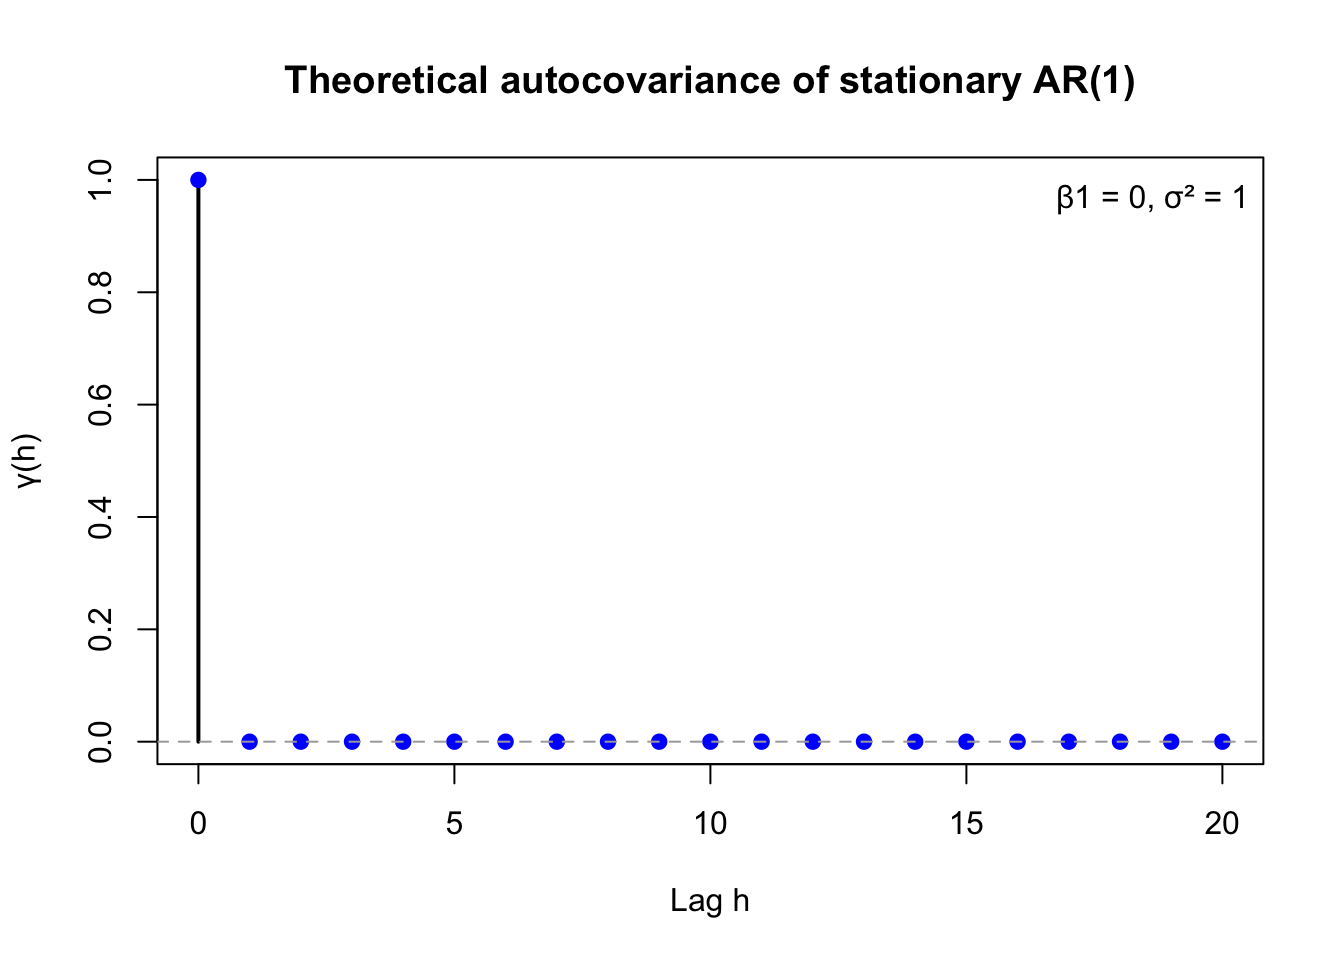 Theoretical autocovariance of stationary AR(1)
β1 = 0, σ² = 1
γ(h)
1.0
0.8
0.6
0.4
0.2
0.0
0 5 10 15 20
Lag h